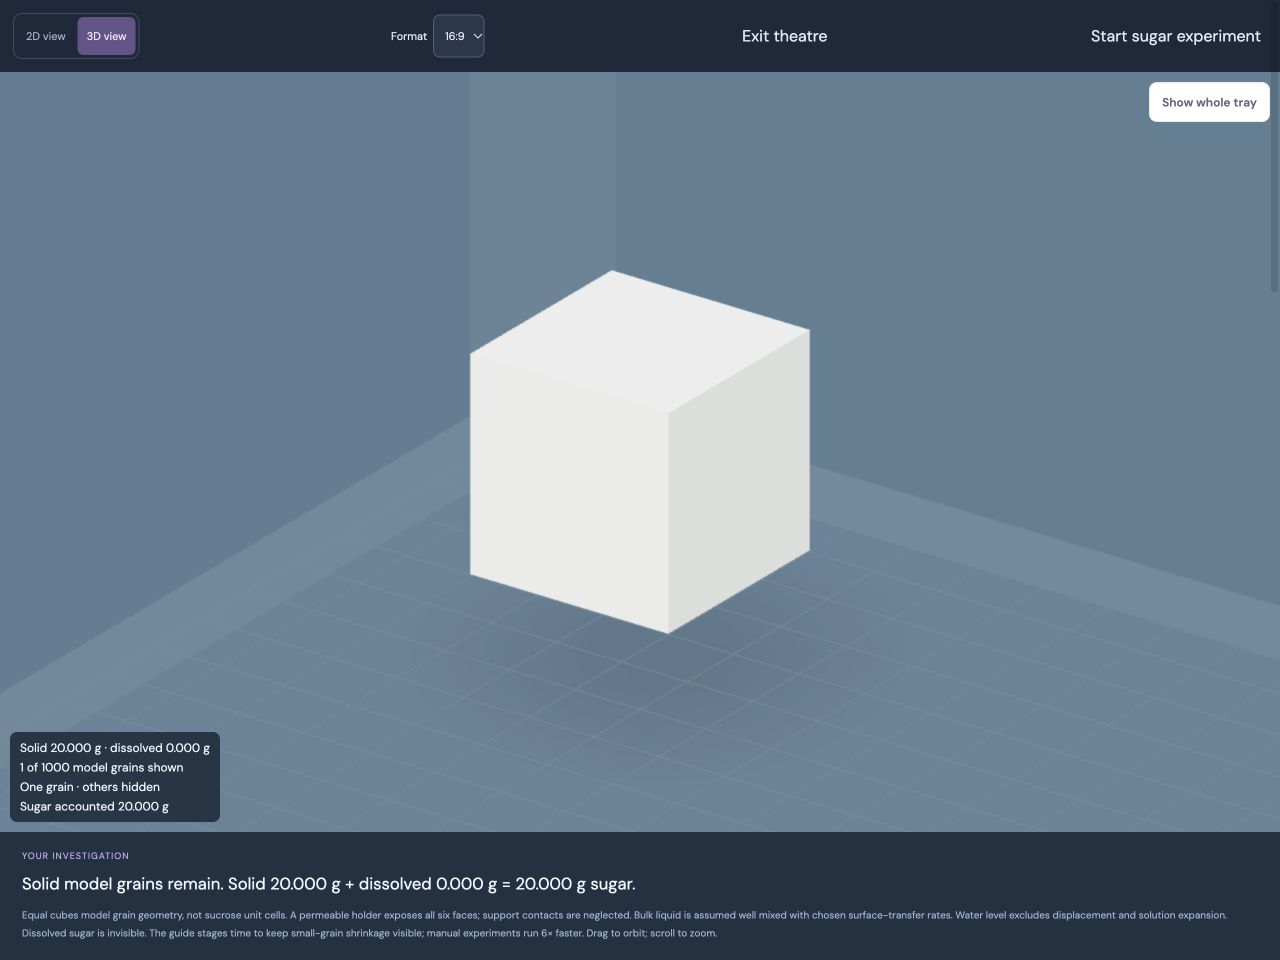 2D view
3D view
Format
16:9
Exit theatre
Start sugar experiment
Show whole tray
Solid 20.000 g · dissolved 0.000 g
1 of 1000 model grains shown
One grain · others hidden
Sugar accounted 20.000 g
YOUR INVESTIGATION
Solid model grains remain. Solid 20.000 g + dissolved 0.000 g = 20.000 g sugar.
Equal cubes model grain geometry, not sucrose unit cells. A permeable holder exposes all six faces; support contacts are neglected. Bulk liquid is assumed well mixed with chosen surface-transfer rates. Water level excludes displacement and solution expansion.
Dissolved sugar is invisible. The guide stages time to keep small-grain shrinkage visible; manual experiments run 6× faster. Drag to orbit; scroll to zoom.